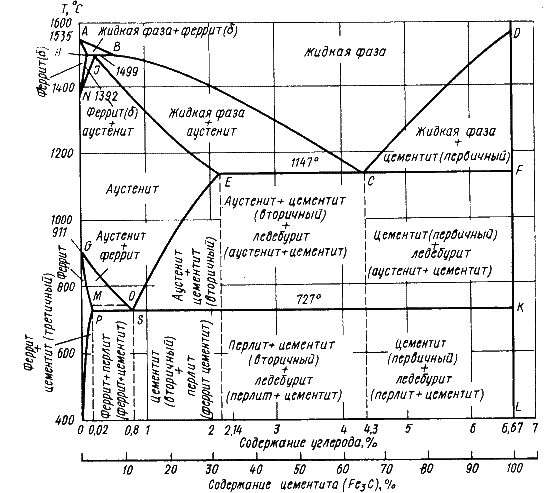 T, °C
1600
1535
A
Жидкая фаза+феррит(δ)
D
H
B
J
1499
Жидкая фаза
Феррит(δ)
1400
N 1392
Феррит(δ)
+
аустенит
Жидкая фаза
+
аустенит
Жидкая фаза
+
цементит(первичный)
1200
1147°
E
C
F
Аустенит
Аустенит+цементит
(вторичный)
+
ледебурит
(аустенит+цементит)
1000
911
G
Аустенит
+
феррит
Аустенит
+
цементит
(вторичный)
Цементит(первичный)
+
ледебурит
(аустенит+цементит)
Феррит
800
M
O
727°
P
S
K
Феррит
+
цементит (третичный)
600
Феррит+перлит
(феррит+цементит)
Цементит
(вторичный)
+
перлит
(феррит цементит)
Перлит+цементит
(вторичный)
+
ледебурит
(перлит+цементит)
Цементит
(первичный)
+
ледебурит
(перлит+цементит)
400
L
0 0,02 0,8 1 2 2,14 3 4 4,3 5 6 6,67 7
Содержание углерода,%
10 20 30 40 50 60 70 80 90 100
Содержание цементита (Fe₃C),%